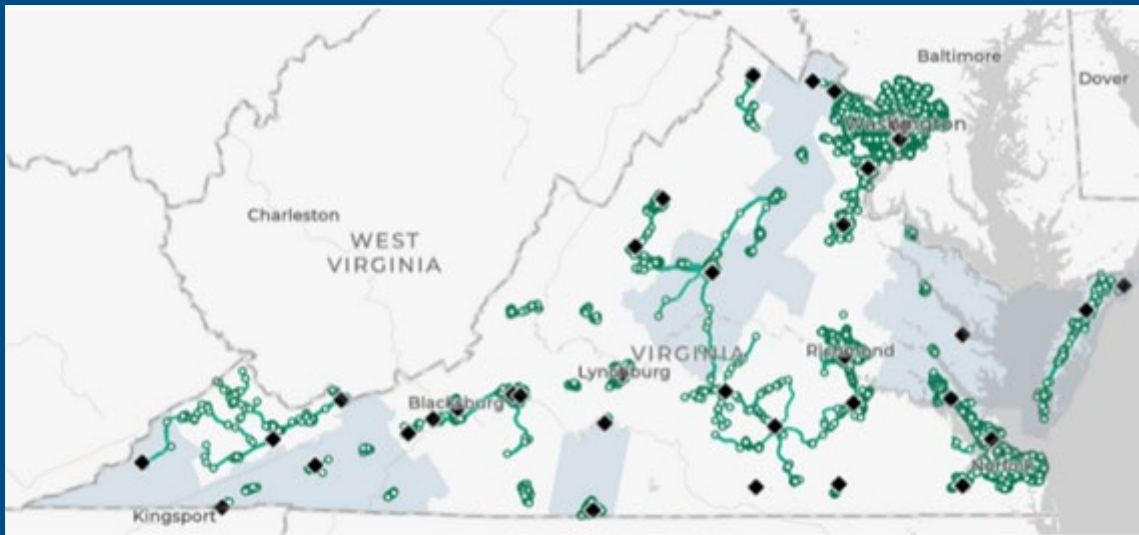 Baltimore
Dover
Washington
Charleston
WEST
VIRGINIA
VIRGINIA
Richmond
Lynchburg
Blacksburg
Norfolk
Kingsport